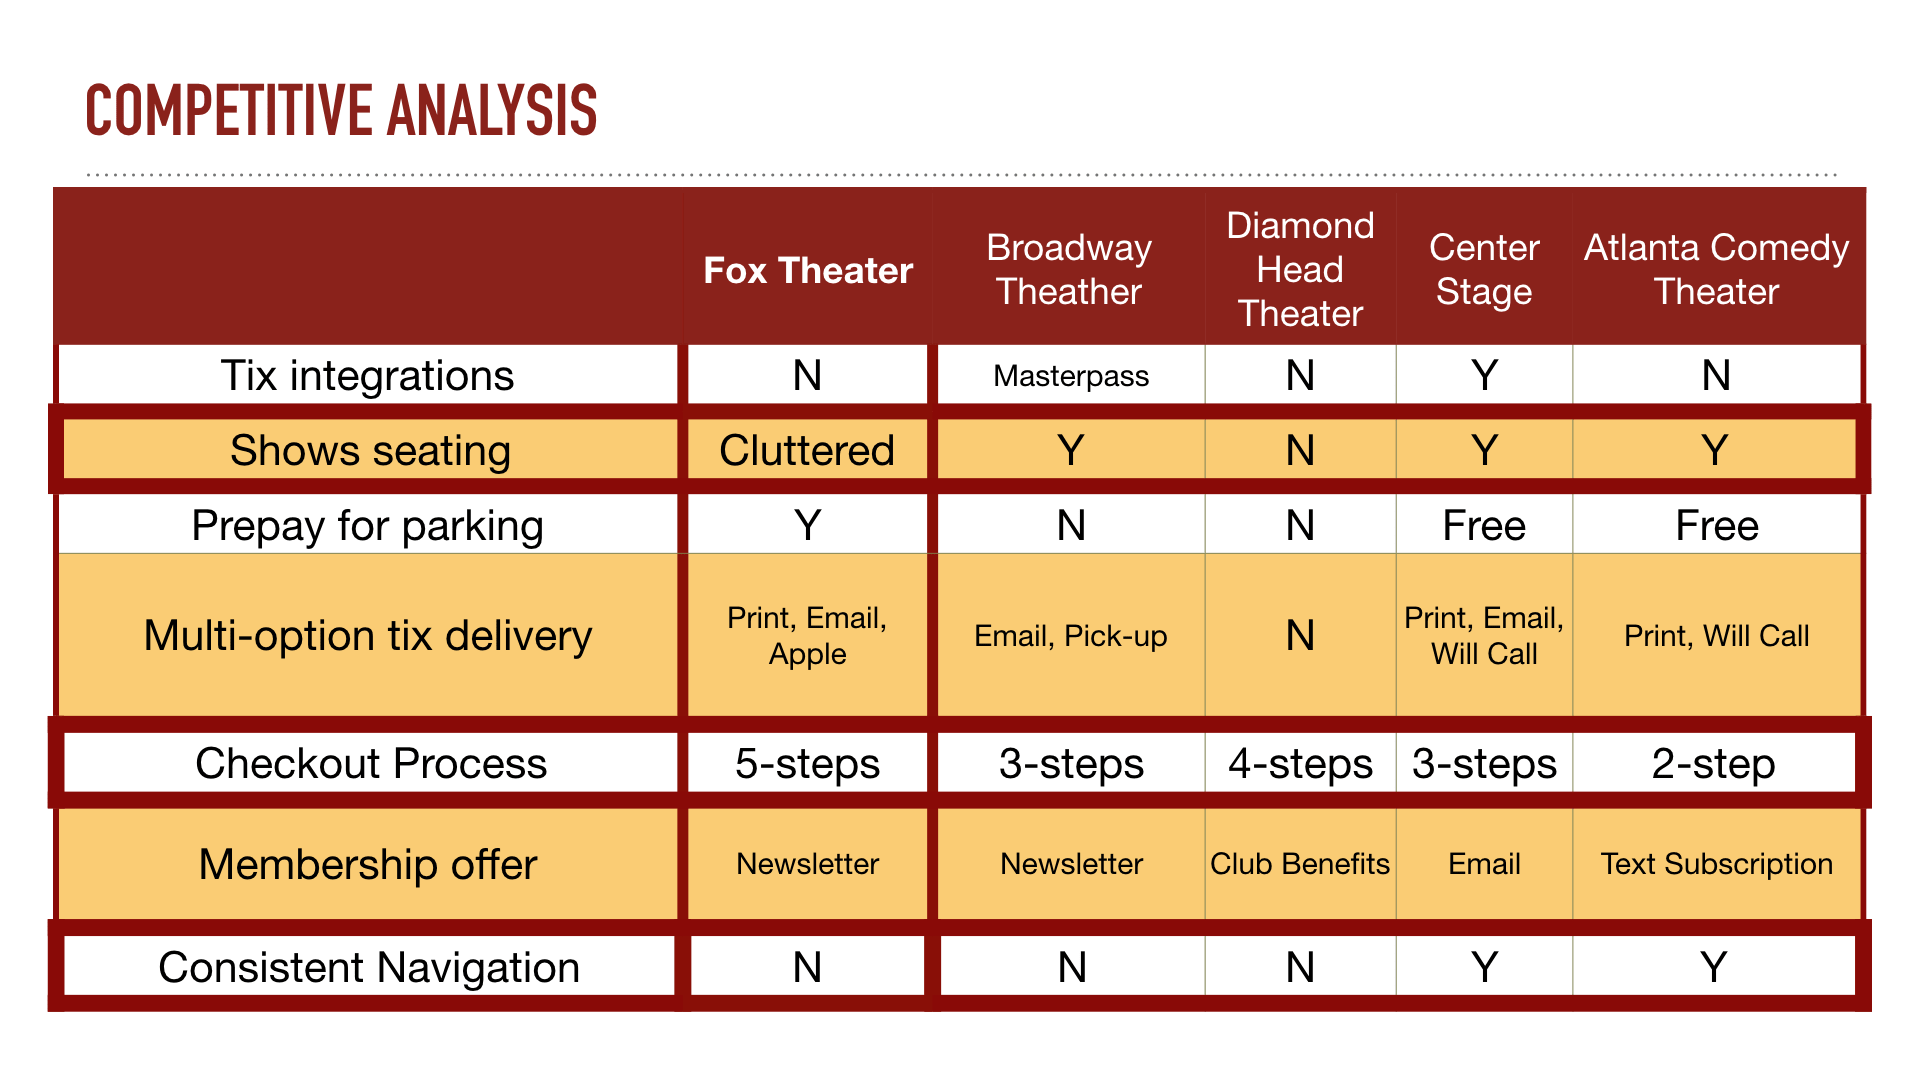 COMPETITIVE ANALYSIS
Fox Theater
Broadway
Theather
Diamond
Head
Theater
Center
Stage
Atlanta Comedy
Theater
Tix integrations N Masterpass N Y N
Shows seating Cluttered Y N Y Y
Prepay for parking Y N N Free Free
Multi-option tix delivery
Print, Email,
Apple
Email, Pick-up
N
Print, Email,
Will Call
Print, Will Call
Checkout Process 5-steps 3-steps 4-steps 3-steps 2-step
Membership offer Newsletter Newsletter Club Benefits Email Text Subscription
Consistent Navigation N N N Y Y